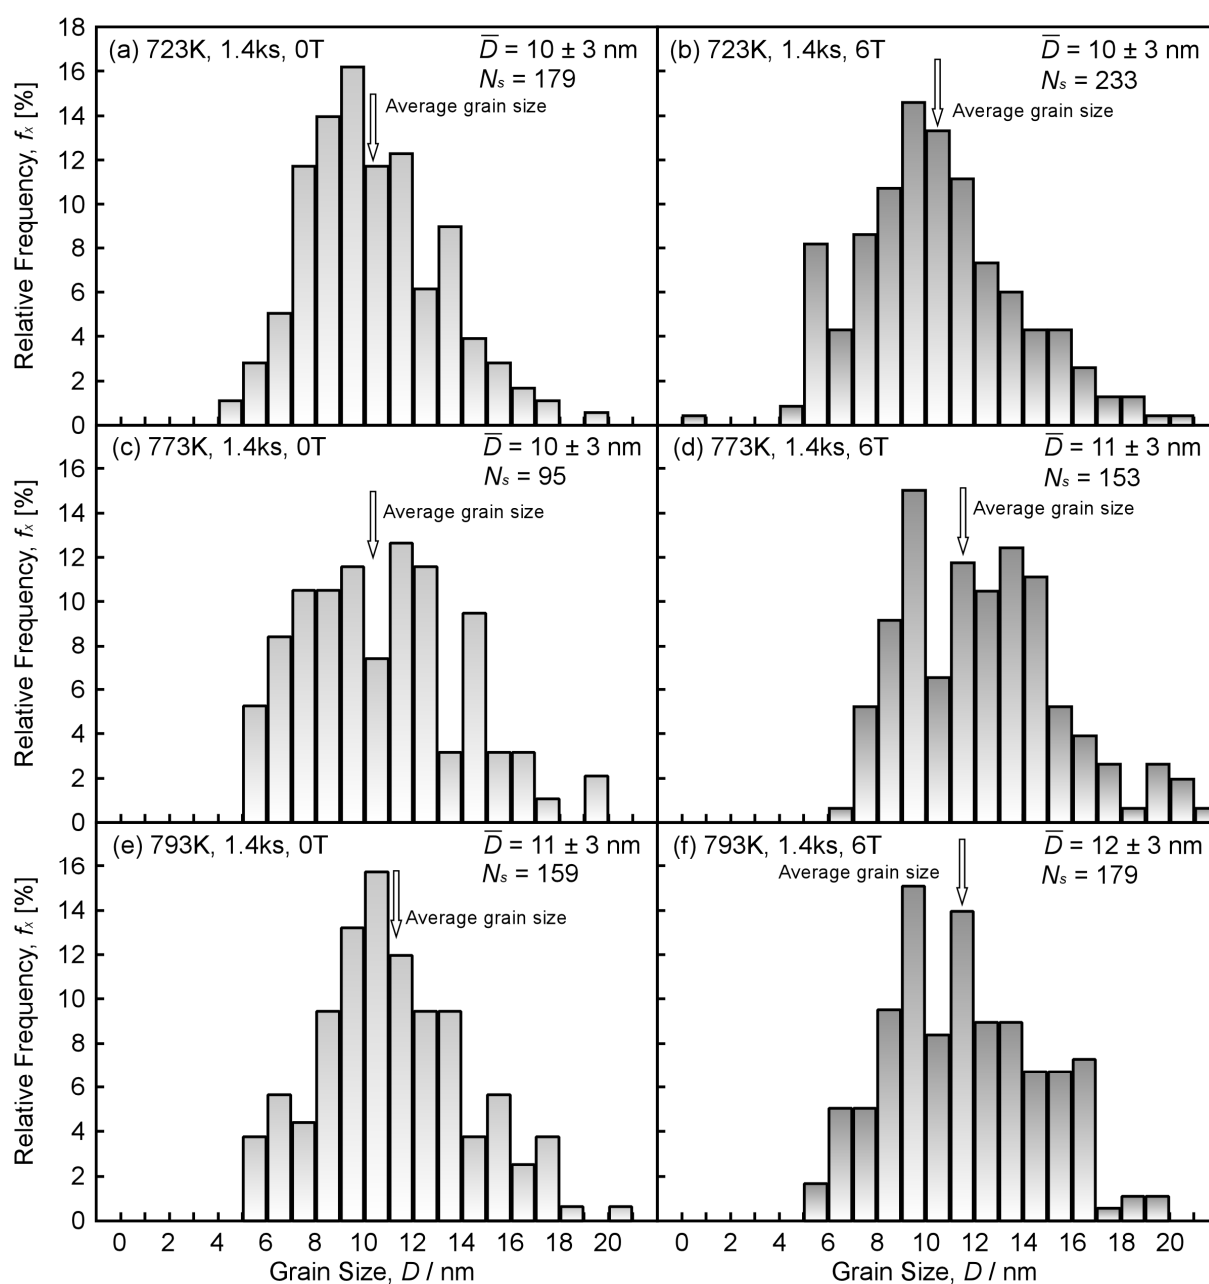 18
16
14
12
10
8
6
4
2
0
Relative Frequency, fx [%]
(a) 723K, 1.4ks, 0T
D̅ = 10 ± 3 nm
Ns = 179
Average grain size
(b) 723K, 1.4ks, 6T
D̅ = 10 ± 3 nm
Ns = 233
Average grain size
16
14
12
10
8
6
4
2
0
Relative Frequency, fx [%]
(c) 773K, 1.4ks, 0T
D̅ = 10 ± 3 nm
Ns = 95
Average grain size
(d) 773K, 1.4ks, 6T
D̅ = 11 ± 3 nm
Ns = 153
Average grain size
16
14
12
10
8
6
4
2
0
Relative Frequency, fx [%]
(e) 793K, 1.4ks, 0T
D̅ = 11 ± 3 nm
Ns = 159
Average grain size
(f) 793K, 1.4ks, 6T
D̅ = 12 ± 3 nm
Ns = 179
Average grain size
0 2 4 6 8 10 12 14 16 18 20
0 2 4 6 8 10 12 14 16 18 20
Grain Size, D / nm
Grain Size, D / nm